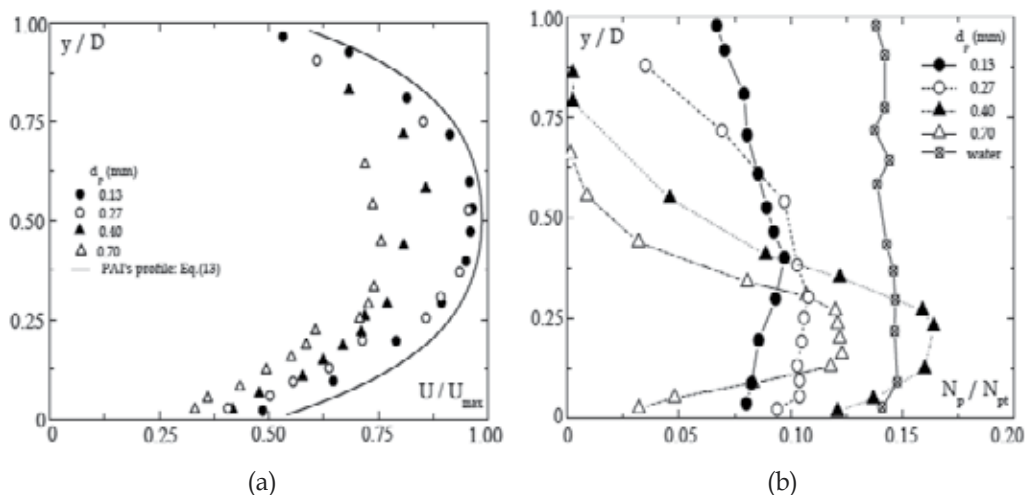 1.00
y / D
0.75
0.50
0.25
0
0
0.25
0.50
0.75
1.00
d_p (mm)
0.13
0.27
0.40
0.70
PAI's profile: Eq.(13)
U / U_max
(a)
1.00
y / D
0.75
0.50
0.25
0
0
0.05
0.10
0.15
0.20
d_p (mm)
0.13
0.27
0.40
0.70
water
N_p / N_pt
(b)